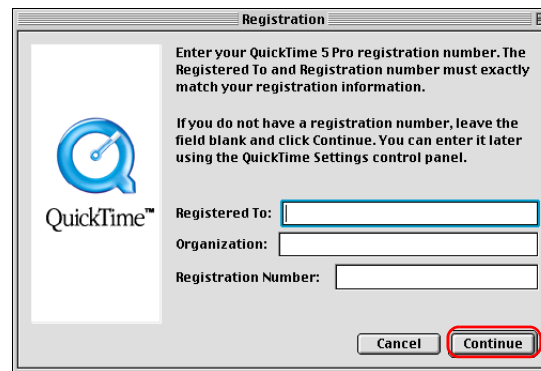 Registration
Enter your QuickTime 5 Pro registration number. The
Registered To and Registration number must exactly
match your registration information.
If you do not have a registration number, leave the
field blank and click Continue. You can enter it later
using the QuickTime Settings control panel.
QuickTime™
Registered To:
Organization:
Registration Number:
Cancel
Continue